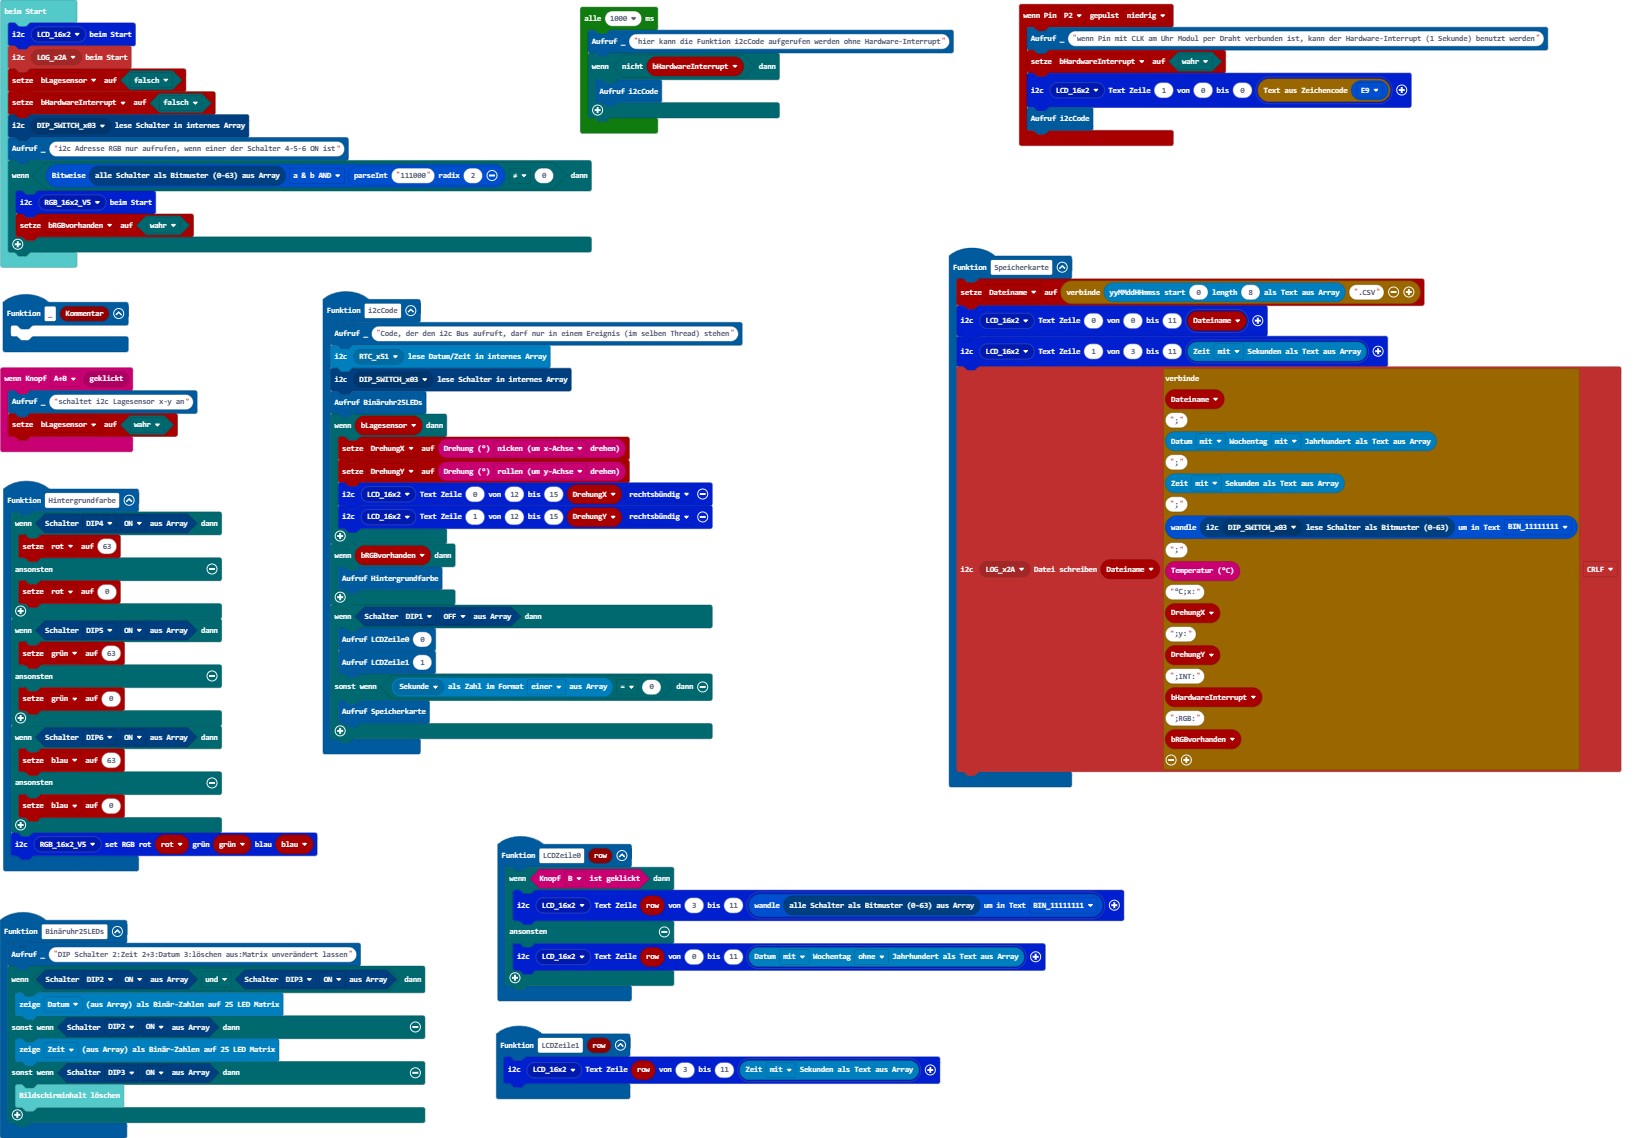 beim Start
i2c LCD_16x2 beim Start
i2c LOG_x2A beim Start
setze bLagesensor auf falsch
setze bHardwareInterrupt auf falsch
i2c DIP_SWITCH_x03 lese Schalter in internes Array
Aufruf _ "i2c Adresse RGB nur aufrufen, wenn einer der Schalter 4-5-6 ON ist"
wenn Bitweise alle Schalter als Bitmuster (0-63) aus Array a & b AND parseInt "111000" radix 2 ≠ 0 dann
i2c RGB_16x2_V5 beim Start
setze bRGBvorhanden auf wahr
alle 1000 ms
Aufruf _ "hier kann die Funktion i2cCode aufgerufen werden ohne Hardware-Interrupt"
wenn nicht bHardwareInterrupt dann
Aufruf i2cCode
wenn Pin P2 gepulst niedrig
Aufruf _ "wenn Pin mit CLK am Uhr Modul per Draht verbunden ist, kann der Hardware-Interrupt (1 Sekunde) benutzt werden"
setze bHardwareInterrupt auf wahr
i2c LCD_16x2 Text Zeile 1 von 0 bis 0 Text aus Zeichencode E9
Aufruf i2cCode
Funktion _ Kommentar
wenn Knopf A+B geklickt
Aufruf _ "schaltet i2c Lagesensor x-y an"
setze bLagesensor auf wahr
Funktion Hintergrundfarbe
wenn Schalter DIP4 ON aus Array dann
setze rot auf 63
ansonsten
setze rot auf 0
wenn Schalter DIP5 ON aus Array dann
setze grün auf 63
ansonsten
setze grün auf 0
wenn Schalter DIP6 ON aus Array dann
setze blau auf 63
ansonsten
setze blau auf 0
i2c RGB_16x2_V5 set RGB rot rot grün grün blau blau
Funktion Binäruhr25LEDs
Aufruf _ "DIP Schalter 2:Zeit 2+3:Datum 3:löschen aus:Matrix unverändert lassen"
wenn Schalter DIP2 ON aus Array und Schalter DIP3 ON aus Array dann
zeige Datum (aus Array) als Binär-Zahlen auf 25 LED Matrix
sonst wenn Schalter DIP2 ON aus Array dann
zeige Zeit (aus Array) als Binär-Zahlen auf 25 LED Matrix
sonst wenn Schalter DIP3 ON aus Array dann
Bildschirminhalt löschen
Funktion i2cCode
Aufruf _ "Code, der den i2c Bus aufruft, darf nur in einem Ereignis (im selben Thread) stehen"
i2c RTC_x51 lese Datum/Zeit in internes Array
i2c DIP_SWITCH_x03 lese Schalter in internes Array
Aufruf Binäruhr25LEDs
wenn bLagesensor dann
setze DrehungX auf Drehung (°) nicken (um x-Achse drehen)
setze DrehungY auf Drehung (°) rollen (um y-Achse drehen)
i2c LCD_16x2 Text Zeile 0 von 12 bis 15 DrehungX rechtsbündig
i2c LCD_16x2 Text Zeile 1 von 12 bis 15 DrehungY rechtsbündig
wenn bRGBvorhanden dann
Aufruf Hintergrundfarbe
wenn Schalter DIP1 OFF aus Array dann
Aufruf LCDZeile0 0
Aufruf LCDZeile1 1
sonst wenn Sekunde als Zahl im Format einer aus Array = 0 dann
Aufruf Speicherkarte
Funktion LCDZeile0 row
wenn Knopf B ist geklickt dann
i2c LCD_16x2 Text Zeile row von 3 bis 11 wandle alle Schalter als Bitmuster (0-63) aus Array um in Text BIN_11111111
ansonsten
i2c LCD_16x2 Text Zeile row von 0 bis 11 Datum mit Wochentag ohne Jahrhundert als Text aus Array
Funktion LCDZeile1 row
i2c LCD_16x2 Text Zeile row von 3 bis 11 Zeit mit Sekunden als Text aus Array
Funktion Speicherkarte
setze Dateiname auf verbinde yyMMddHHmmss start 0 length 8 als Text aus Array ".CSV"
i2c LCD_16x2 Text Zeile 0 von 0 bis 11 Dateiname
i2c LCD_16x2 Text Zeile 1 von 3 bis 11 Zeit mit Sekunden als Text aus Array
verbinde
Dateiname
";"
Datum mit Wochentag mit Jahrhundert als Text aus Array
";"
Zeit mit Sekunden als Text aus Array
";"
wandle i2c DIP_SWITCH_x03 lese Schalter als Bitmuster (0-63) um in Text BIN_11111111
";"
i2c LOG_x2A Datei schreiben Dateiname Temperatur (°C) CRLF
"°C;x:"
DrehungX
";y:"
DrehungY
";INT:"
bHardwareInterrupt
";RGB:"
bRGBvorhanden